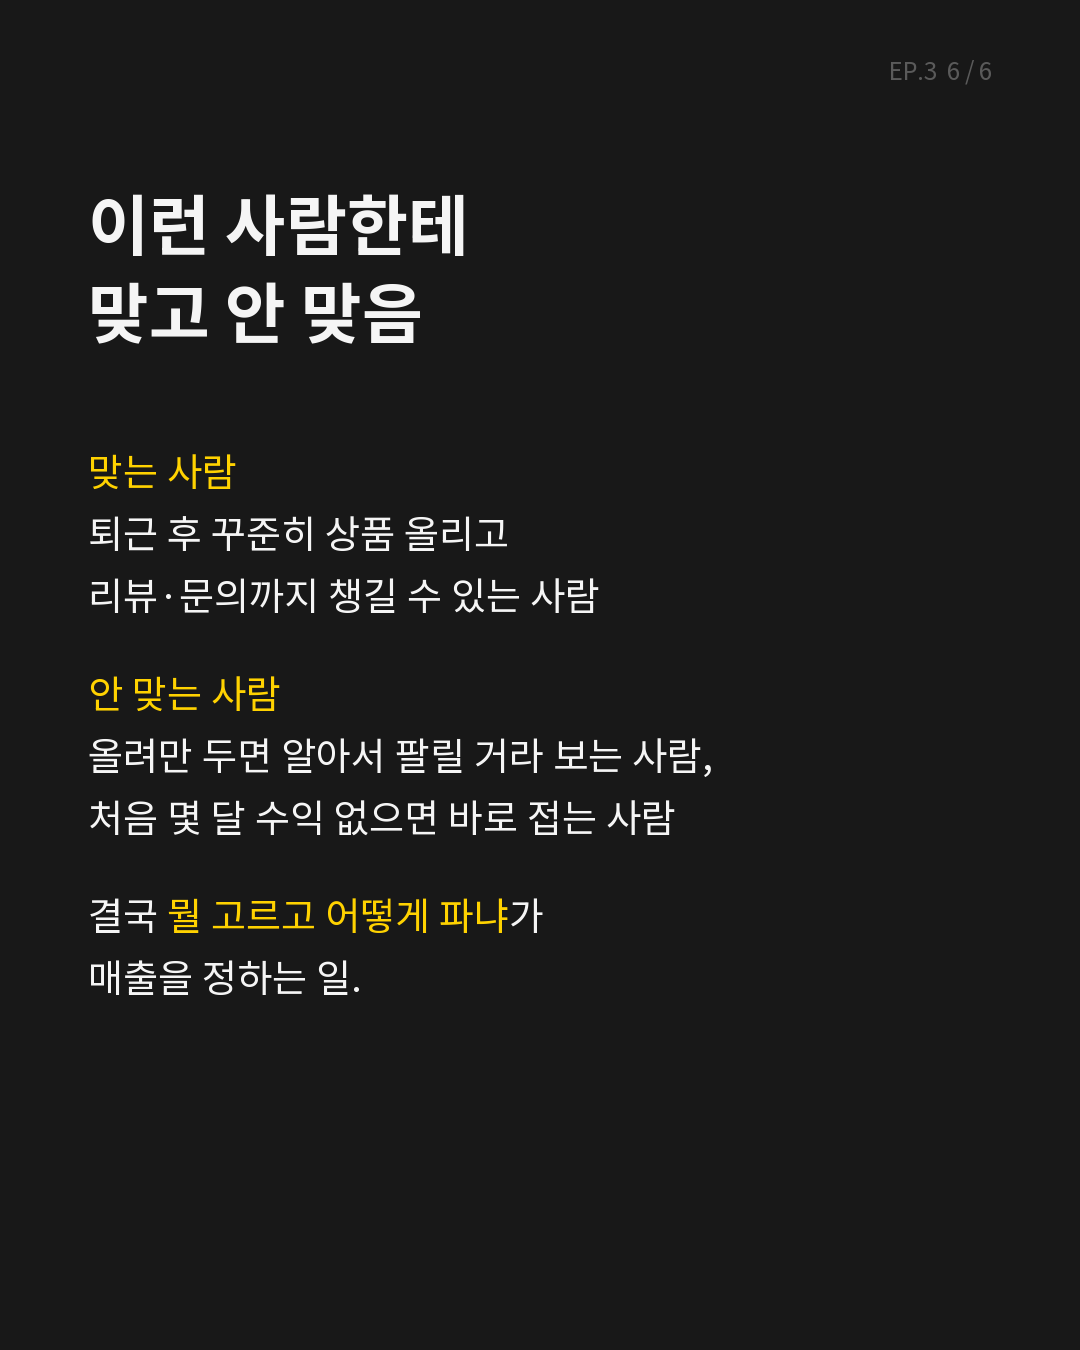 EP.3 6/6
이런 사람한테
맞고 안 맞음
맞는 사람
퇴근 후 꾸준히 상품 올리고
리뷰·문의까지 챙길 수 있는 사람
안 맞는 사람
올려만 두면 알아서 팔릴 거라 보는 사람,
처음 몇 달 수익 없으면 바로 접는 사람
결국 뭘 고르고 어떻게 파냐가
매출을 정하는 일.